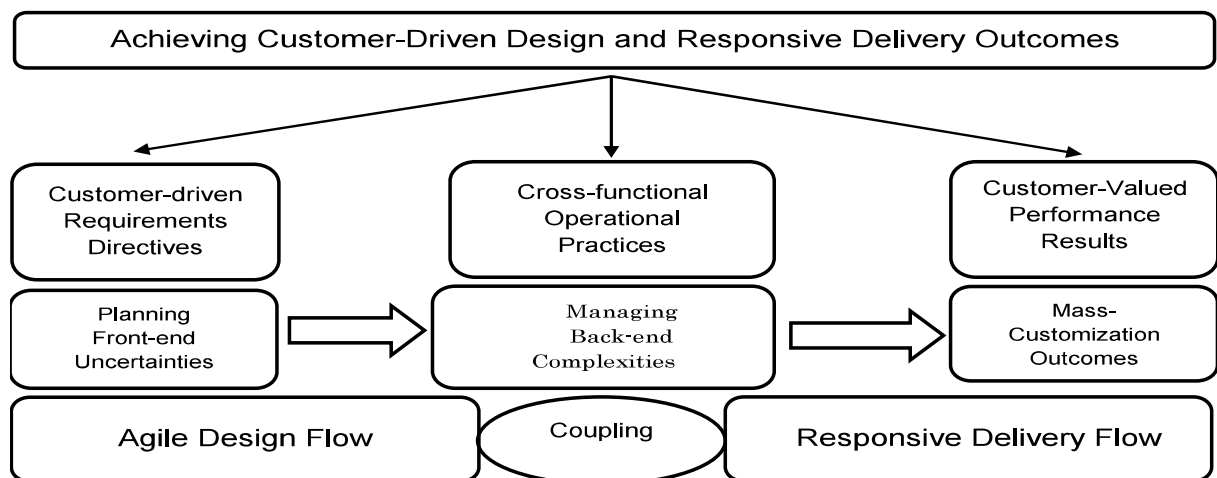 Achieving Customer-Driven Design and Responsive Delivery Outcomes
Customer-driven
Requirements
Directives
Cross-functional
Operational
Practices
Customer-Valued
Performance
Results
Planning
Front-end
Uncertainties
Managing
Back-end
Complexities
Mass-
Customization
Outcomes
Agile Design Flow
Coupling
Responsive Delivery Flow